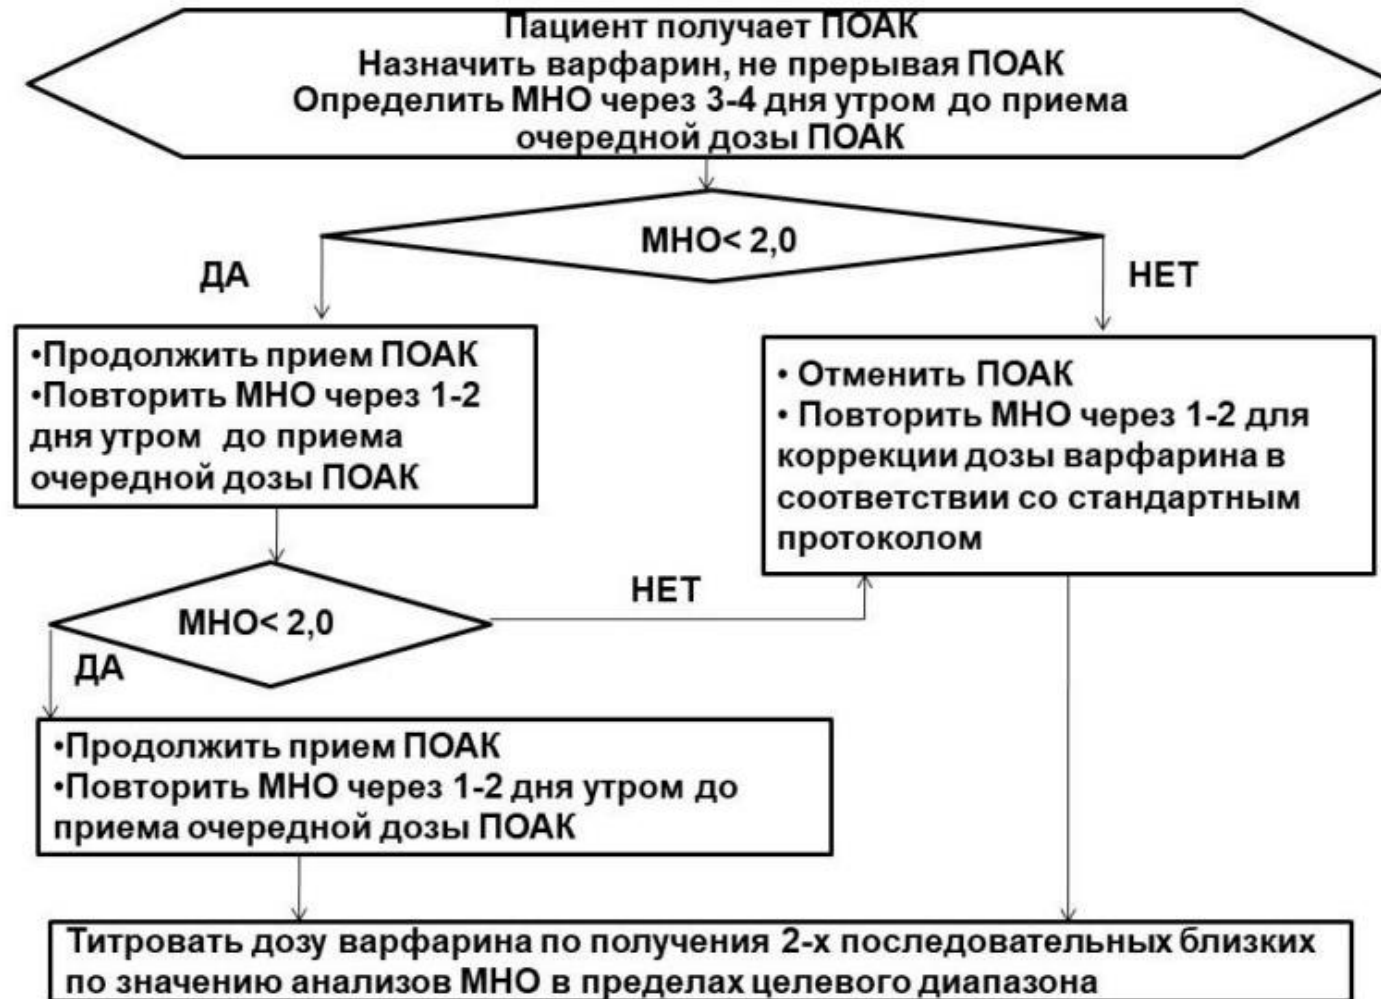 Пациент получает ПОАК
Назначить варфарин, не прерывая ПОАК
Определить МНО через 3-4 дня утром до приема
очередной дозы ПОАК
МНО< 2,0
ДА
НЕТ
•Продолжить прием ПОАК
•Повторить МНО через 1-2
дня утром до приема
очередной дозы ПОАК
• Отменить ПОАК
• Повторить МНО через 1-2 для
коррекции дозы варфарина в
соответствии со стандартным
протоколом
МНО< 2,0
НЕТ
ДА
•Продолжить прием ПОАК
•Повторить МНО через 1-2 дня утром до
приема очередной дозы ПОАК
Титровать дозу варфарина по получения 2-х последовательных близких
по значению анализов МНО в пределах целевого диапазона